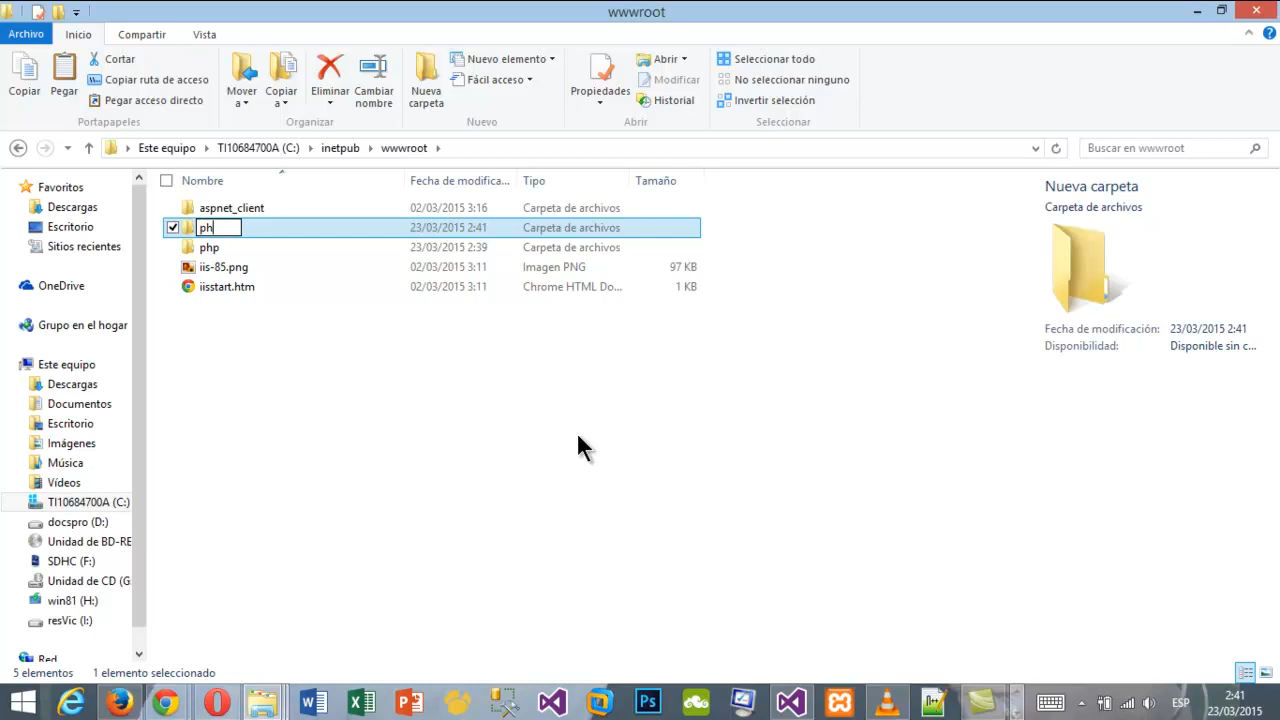 wwwroot
Archivo Inicio Compartir Vista
Copiar
Pegar
Cortar
Copiar ruta de acceso
Pegar acceso directo
Portapapeles
Mover a
Copiar a
Eliminar
Cambiar nombre
Organizar
Nueva carpeta
Nuevo elemento
Fácil acceso
Nuevo
Propiedades
Abrir
Modificar
Historial
Abrir
Seleccionar todo
No seleccionar ninguno
Invertir selección
Seleccionar
Este equipo TI10684700A (C:) inetpub wwwroot
Buscar en wwwroot
Favoritos
Descargas
Escritorio
Sitios recientes
OneDrive
Grupo en el hogar
Este equipo
Descargas
Documentos
Escritorio
Imágenes
Música
Vídeos
TI10684700A (C:)
docspro (D:)
Unidad de BD-RE
SDHC (F:)
Unidad de CD (G
win81 (H:)
resVic (I:)
Red
Nombre Fecha de modifica... Tipo Tamaño
aspnet_client 02/03/2015 3:16 Carpeta de archivos
ph 23/03/2015 2:41 Carpeta de archivos
php 23/03/2015 2:39 Carpeta de archivos
iis-85.png 02/03/2015 3:11 Imagen PNG 97 KB
iisstart.htm 02/03/2015 3:11 Chrome HTML Do... 1 KB
Nueva carpeta
Carpeta de archivos
Fecha de modificación: 23/03/2015 2:41
Disponibilidad: Disponible sin c...
5 elementos 1 elemento seleccionado
ESP
2:41
23/03/2015